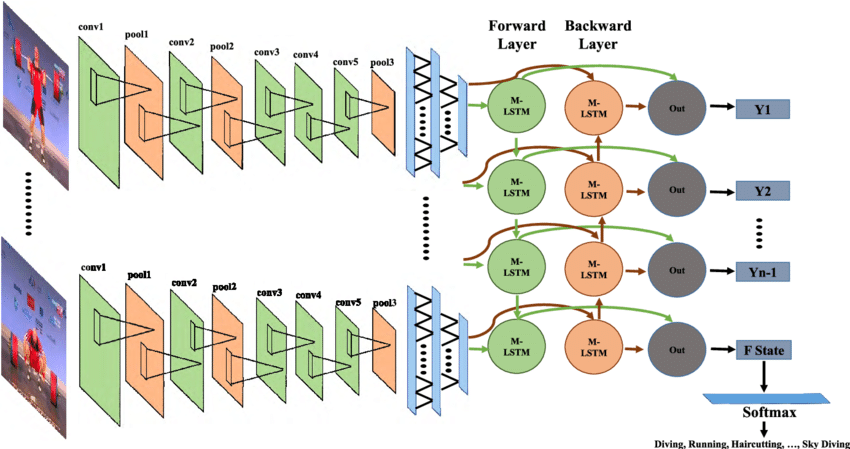 Forward Layer
Backward Layer
conv1
pool1
conv2
pool2
conv3
conv4
conv5
pool3
M-
LSTM
M-
LSTM
Out
Y1
M-
LSTM
M-
LSTM
Out
Y2
M-
LSTM
M-
LSTM
Out
Yn-1
conv1
pool1
conv2
pool2
conv3
conv4
conv5
pool3
M-
LSTM
M-
LSTM
Out
F State
Softmax
Diving, Running, Haircutting, ..., Sky Diving